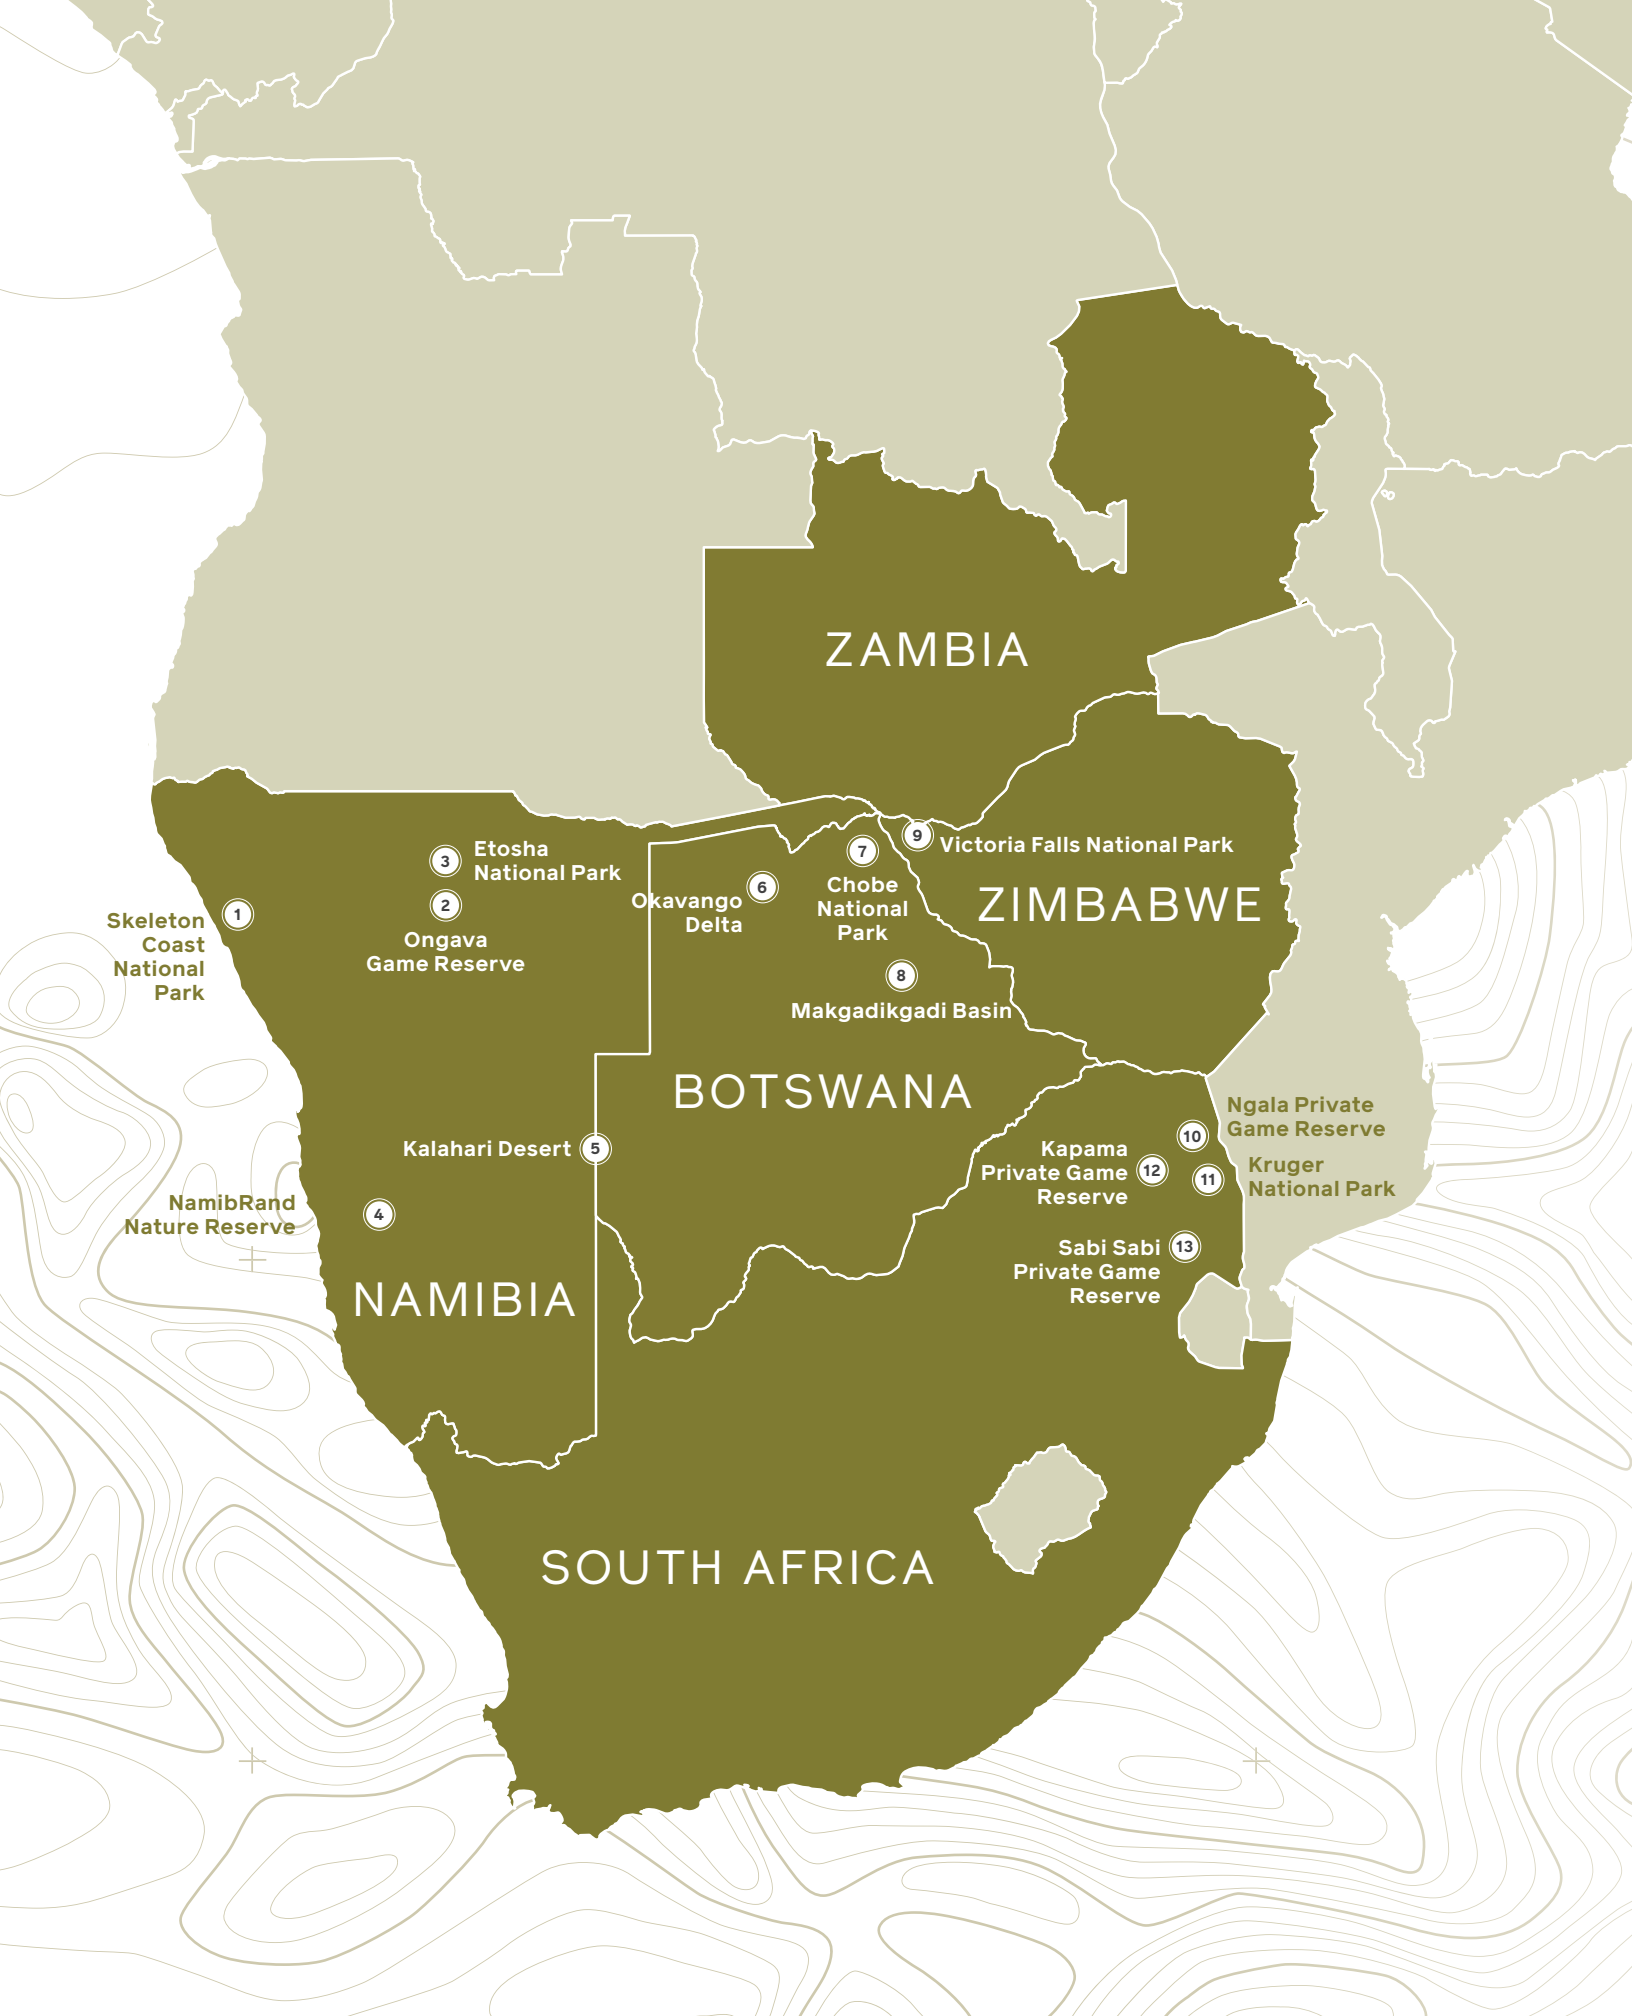 ZAMBIA
9
Victoria Falls National Park
3
Etosha
National Park
7
Chobe
National
Park
6
Okavango
Delta
ZIMBABWE
2
Ongava
Game Reserve
1
Skeleton
Coast
National
Park
8
Makgadikgadi Basin
BOTSWANA
10
Ngala Private
Game Reserve
5
Kalahari Desert
12
Kapama
Private Game
Reserve
11
Kruger
National Park
4
NamibRand
Nature Reserve
13
Sabi Sabi
Private Game
Reserve
NAMIBIA
SOUTH AFRICA